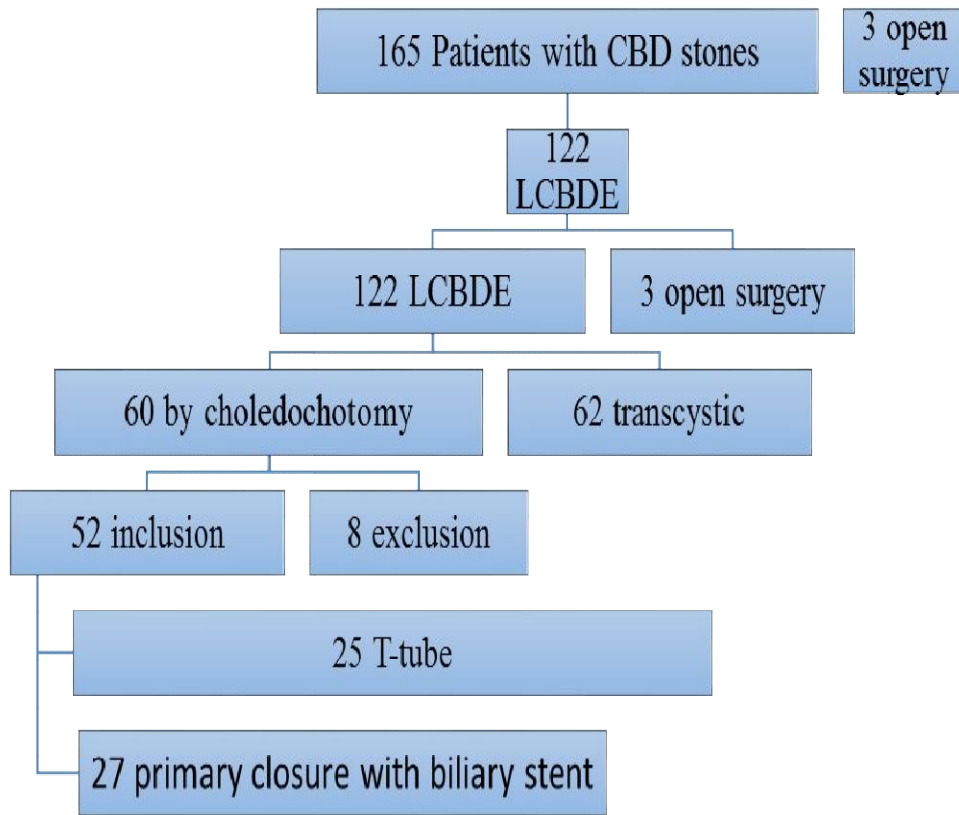 165 Patients with CBD stones
3 open
surgery
122
LCBDE
122 LCBDE
3 open surgery
60 by choledochotomy
62 transcystic
52 inclusion
8 exclusion
25 T-tube
27 primary closure with biliary stent